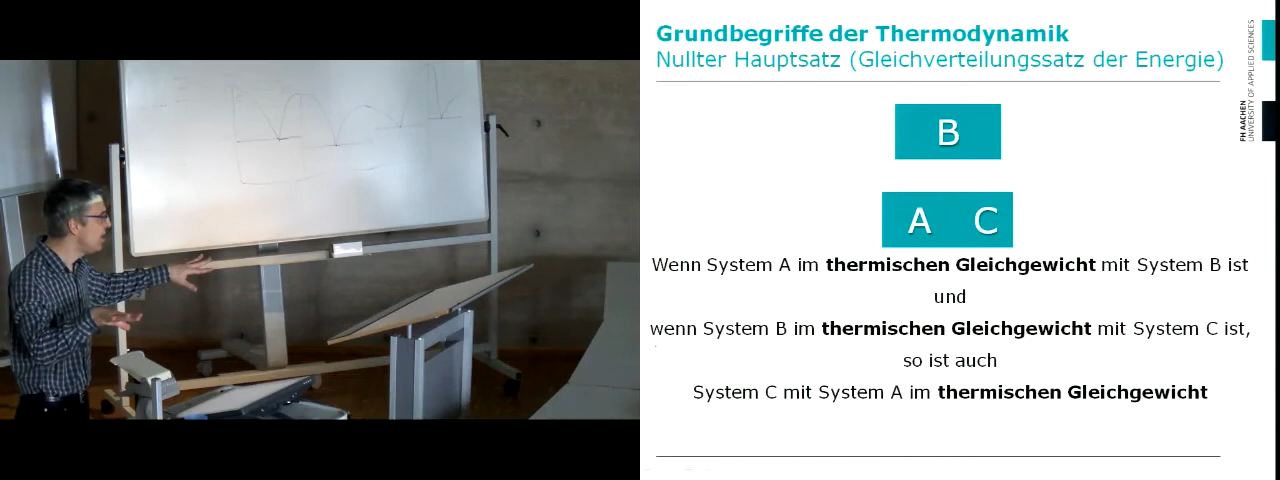 Grundbegriffe der Thermodynamik
Nullter Hauptsatz (Gleichverteilungssatz der Energie)
B
A C
Wenn System A im thermischen Gleichgewicht mit System B ist
und
wenn System B im thermischen Gleichgewicht mit System C ist,
so ist auch
System C mit System A im thermischen Gleichgewicht
FH AACHEN
UNIVERSITY OF APPLIED SCIENCES